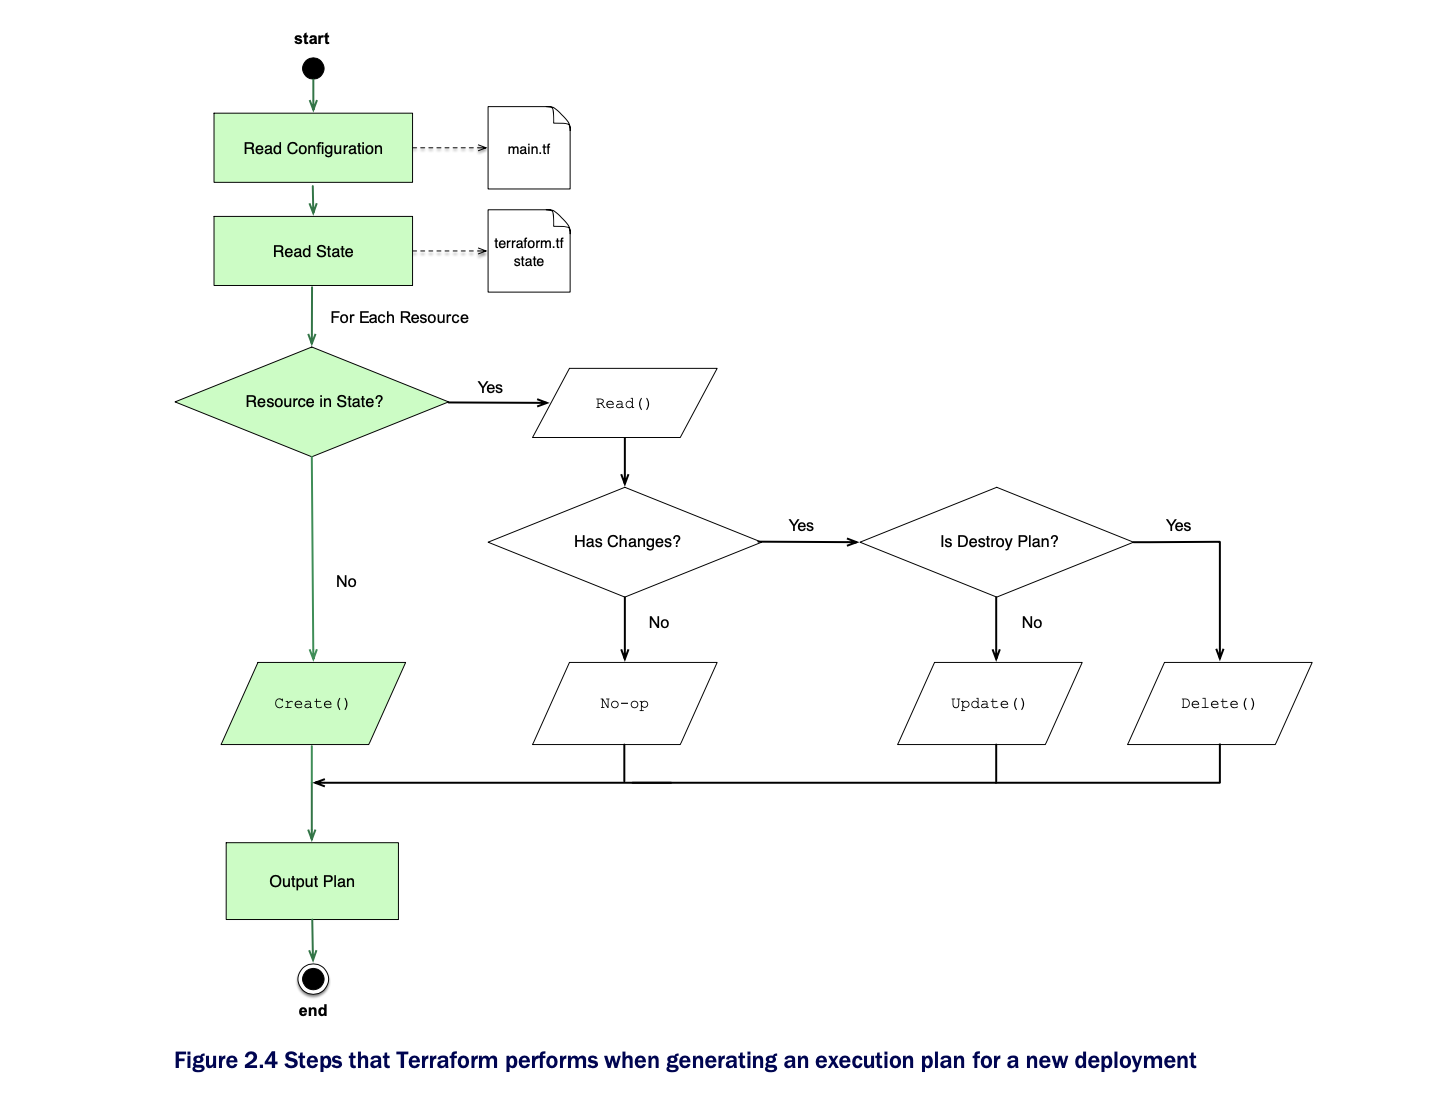 start
Read Configuration
main.tf
Read State
terraform.tf
state
For Each Resource
Resource in State?
Yes
Read()
Has Changes?
Yes
Is Destroy Plan?
Yes
No
No
No
Create()
No-op
Update()
Delete()
Output Plan
end
Figure 2.4 Steps that Terraform performs when generating an execution plan for a new deployment